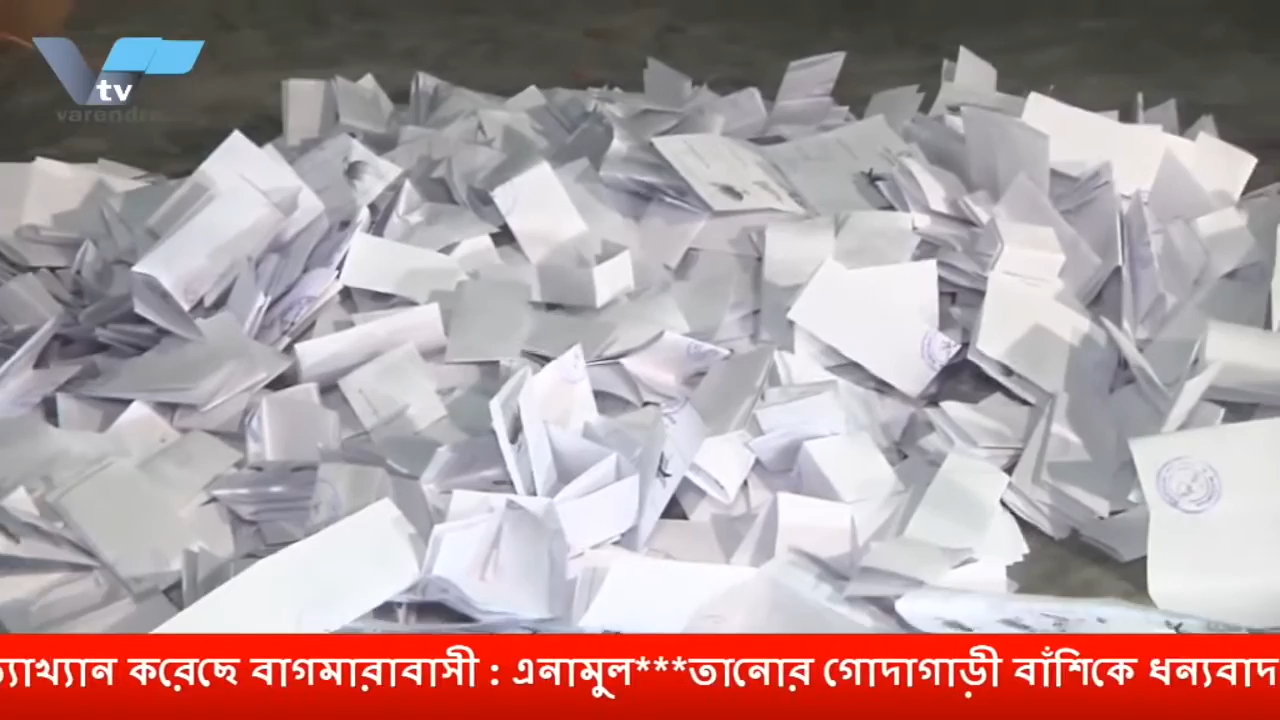 tv
varendra
ত্যাখ্যান করেছে বাগমারাবাসী : এনামুল***তানোর গোদাগাড়ী বাঁশিকে ধন্যবাদ